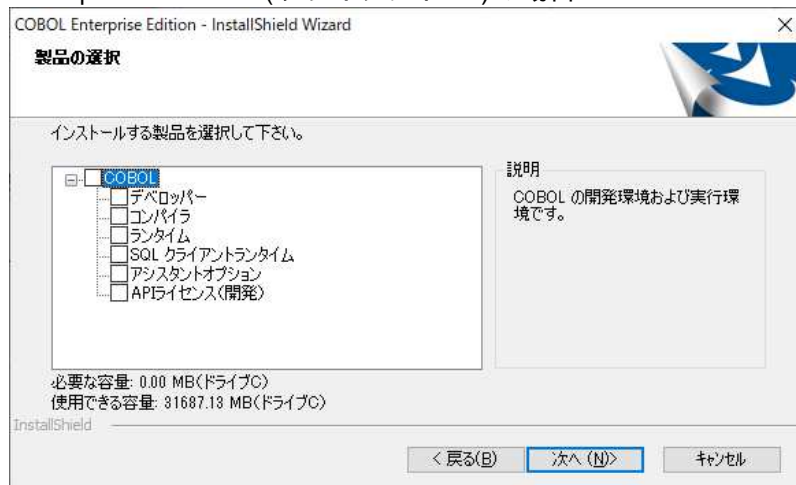 COBOL Enterprise Edition - InstallShield Wizard
製品の選択
インストールする製品を選択して下さい。
COBOL
デベロッパー
コンパイラ
ランタイム
SQL クライアントランタイム
アシスタントオプション
APIライセンス(開発)
説明
COBOL の開発環境および実行環
境です。
必要な容量: 0.00 MB(ドライブC)
使用できる容量: 31687.13 MB(ドライブC)
InstallShield
< 戻る(B)
次へ (N)>
キャンセル